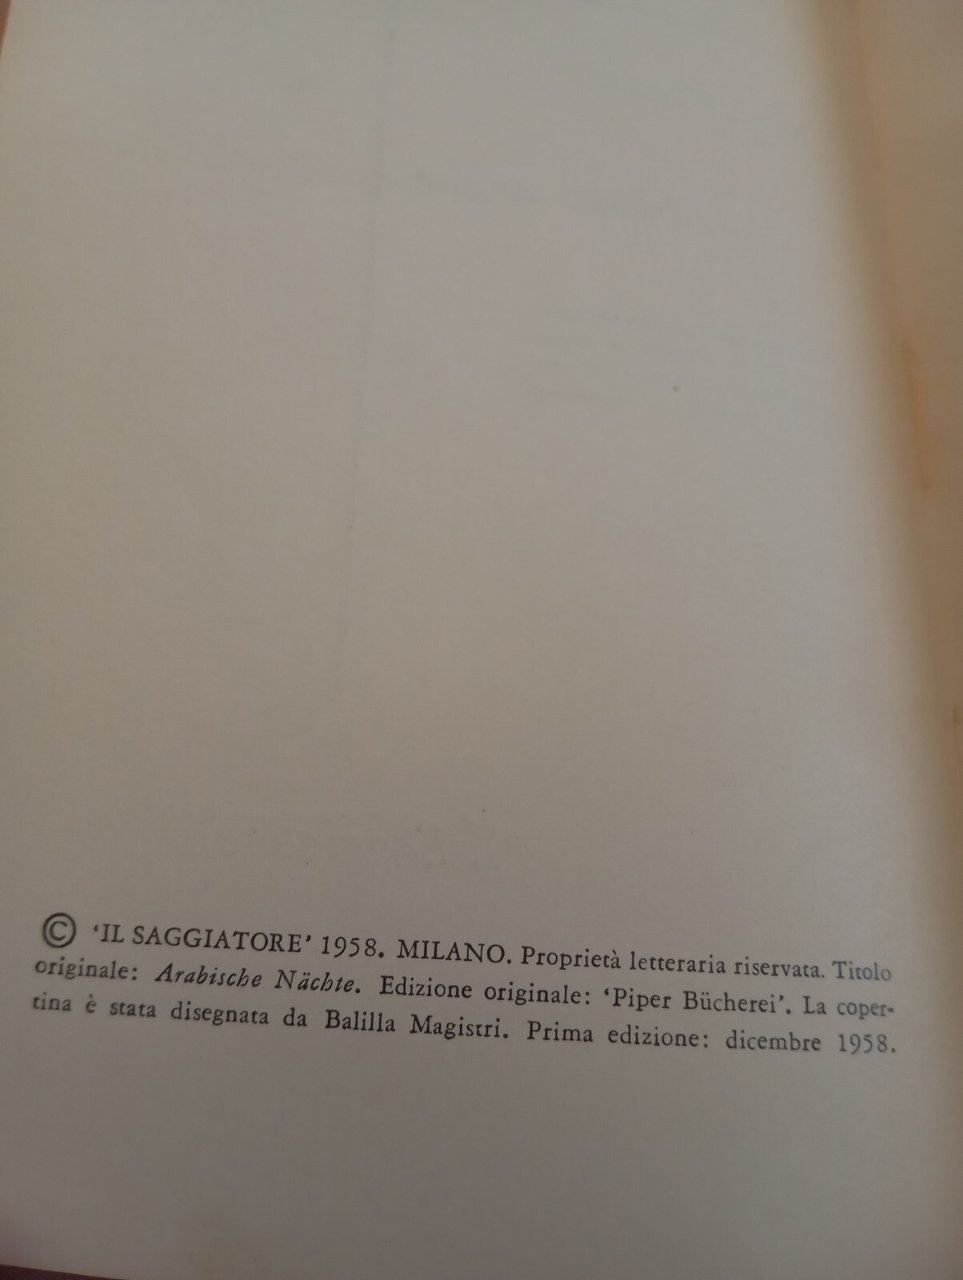 © ‘IL SAGGIATORE’ 1958. MILANO. Proprietà letteraria riservata. Titolo
originale: Arabische Nächte. Edizione originale: ‘Piper Bücherei’. La coper-
tina è stata disegnata da Balilla Magistri. Prima edizione: dicembre 1958.